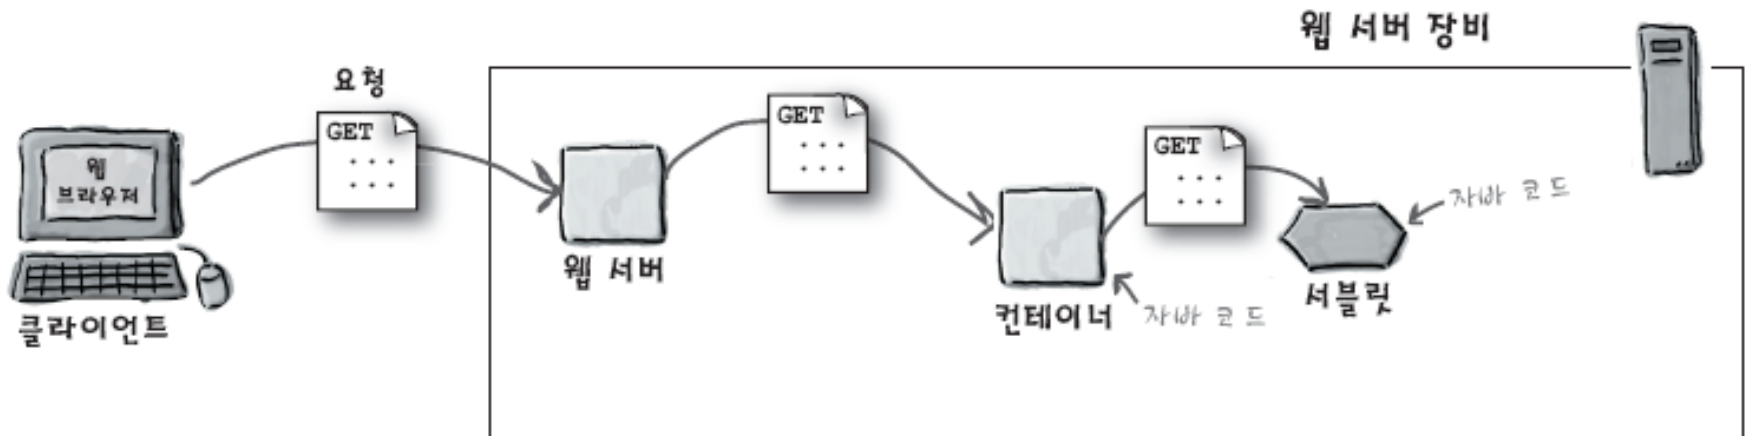 웹 서버 장비
요청
GET
GET
GET
웹
브라우저
자바 코드
웹 서버
서블릿
컨테이너
자바 코드
클라이언트